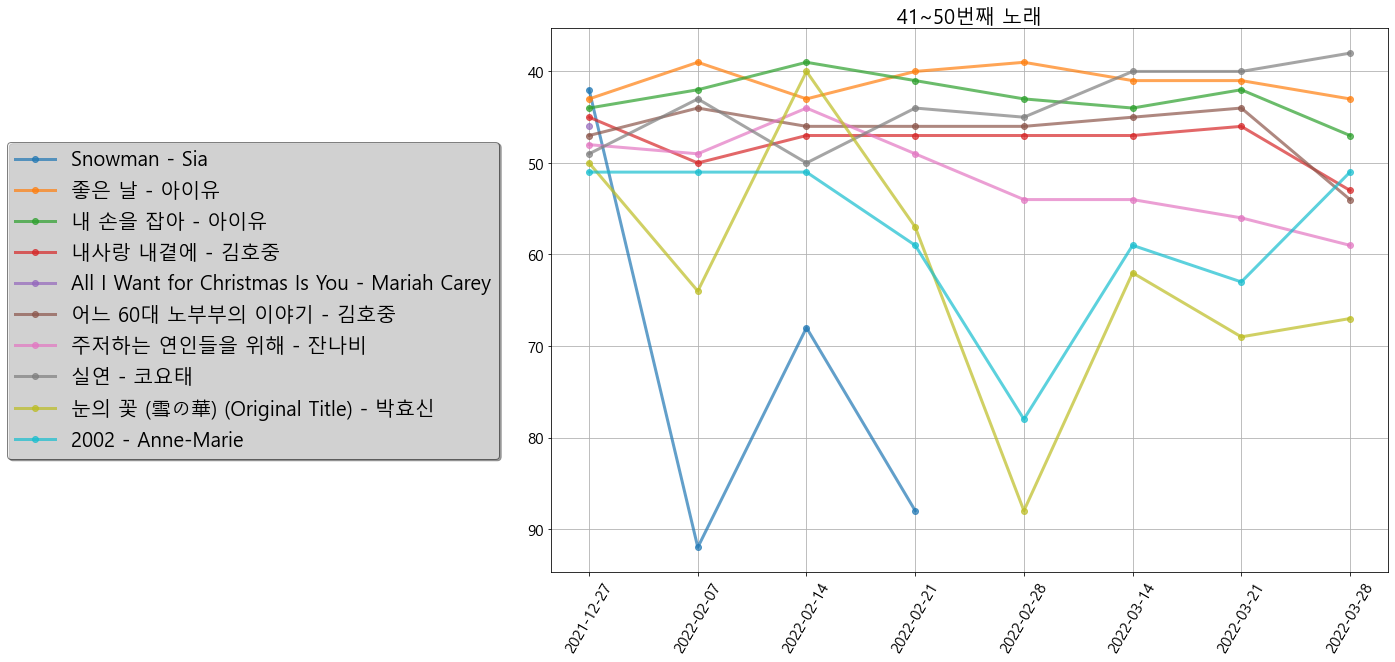 41~50번째 노래
Snowman - Sia
좋은 날 - 아이유
내 손을 잡아 - 아이유
내사랑 내곁에 - 김호중
All I Want for Christmas Is You - Mariah Carey
어느 60대 노부부의 이야기 - 김호중
주저하는 연인들을 위해 - 잔나비
실연 - 코요태
눈의 꽃 (雪の華) (Original Title) - 박효신
2002 - Anne-Marie
40
50
60
70
80
90
2021-12-27
2022-02-07
2022-02-14
2022-02-21
2022-02-28
2022-03-14
2022-03-21
2022-03-28